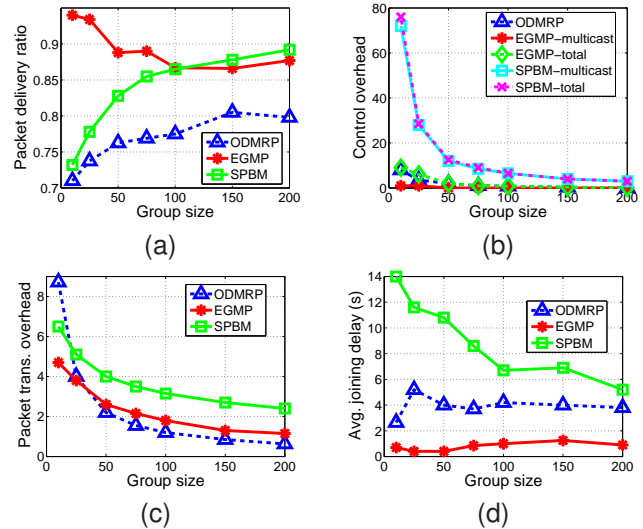 Packet delivery ratio
0.9
0.85
0.8
0.75
0.7
0 50 100 150 200
Group size
ODMRP
EGMP
SPBM
(a)
Control overhead
80
60
40
20
0
0 50 100 150 200
Group size
ODMRP
EGMP−multicast
EGMP−total
SPBM−multicast
SPBM−total
(b)
Packet trans. overhead
8
6
4
2
0
0 50 100 150 200
Group size
ODMRP
EGMP
SPBM
(c)
Avg. joining delay (s)
14
12
10
8
6
4
2
0
0 50 100 150 200
Group size
ODMRP
EGMP
SPBM
(d)